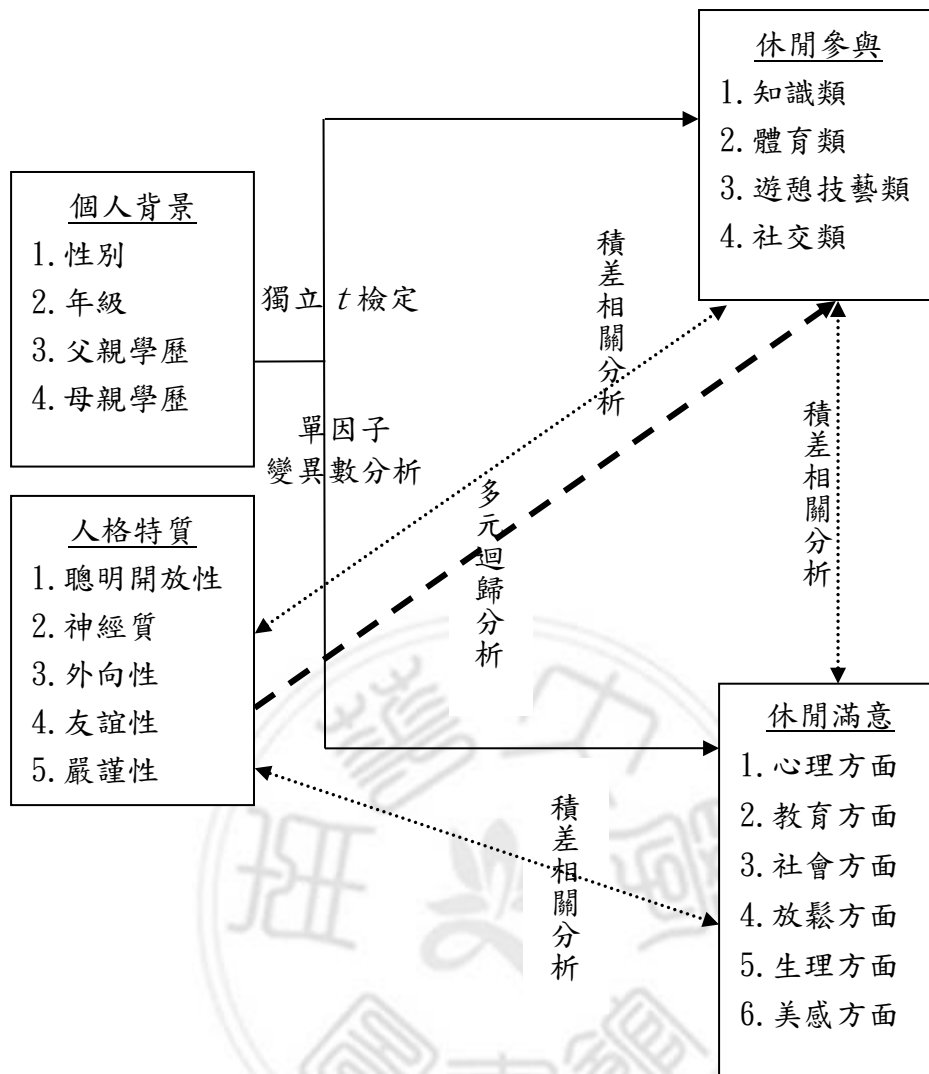 休閒參與
1.知識類
2.體育類
3.遊憩技藝類
4.社交類
個人背景
1.性別
2.年級
3.父親學歷
4.母親學歷
獨立 t 檢定
單因子
變異數分析
積差相關分析
積差相關分析
多元迴歸分析
人格特質
1.聰明開放性
2.神經質
3.外向性
4.友誼性
5.嚴謹性
積差相關分析
休閒滿意
1.心理方面
2.教育方面
3.社會方面
4.放鬆方面
5.生理方面
6.美感方面